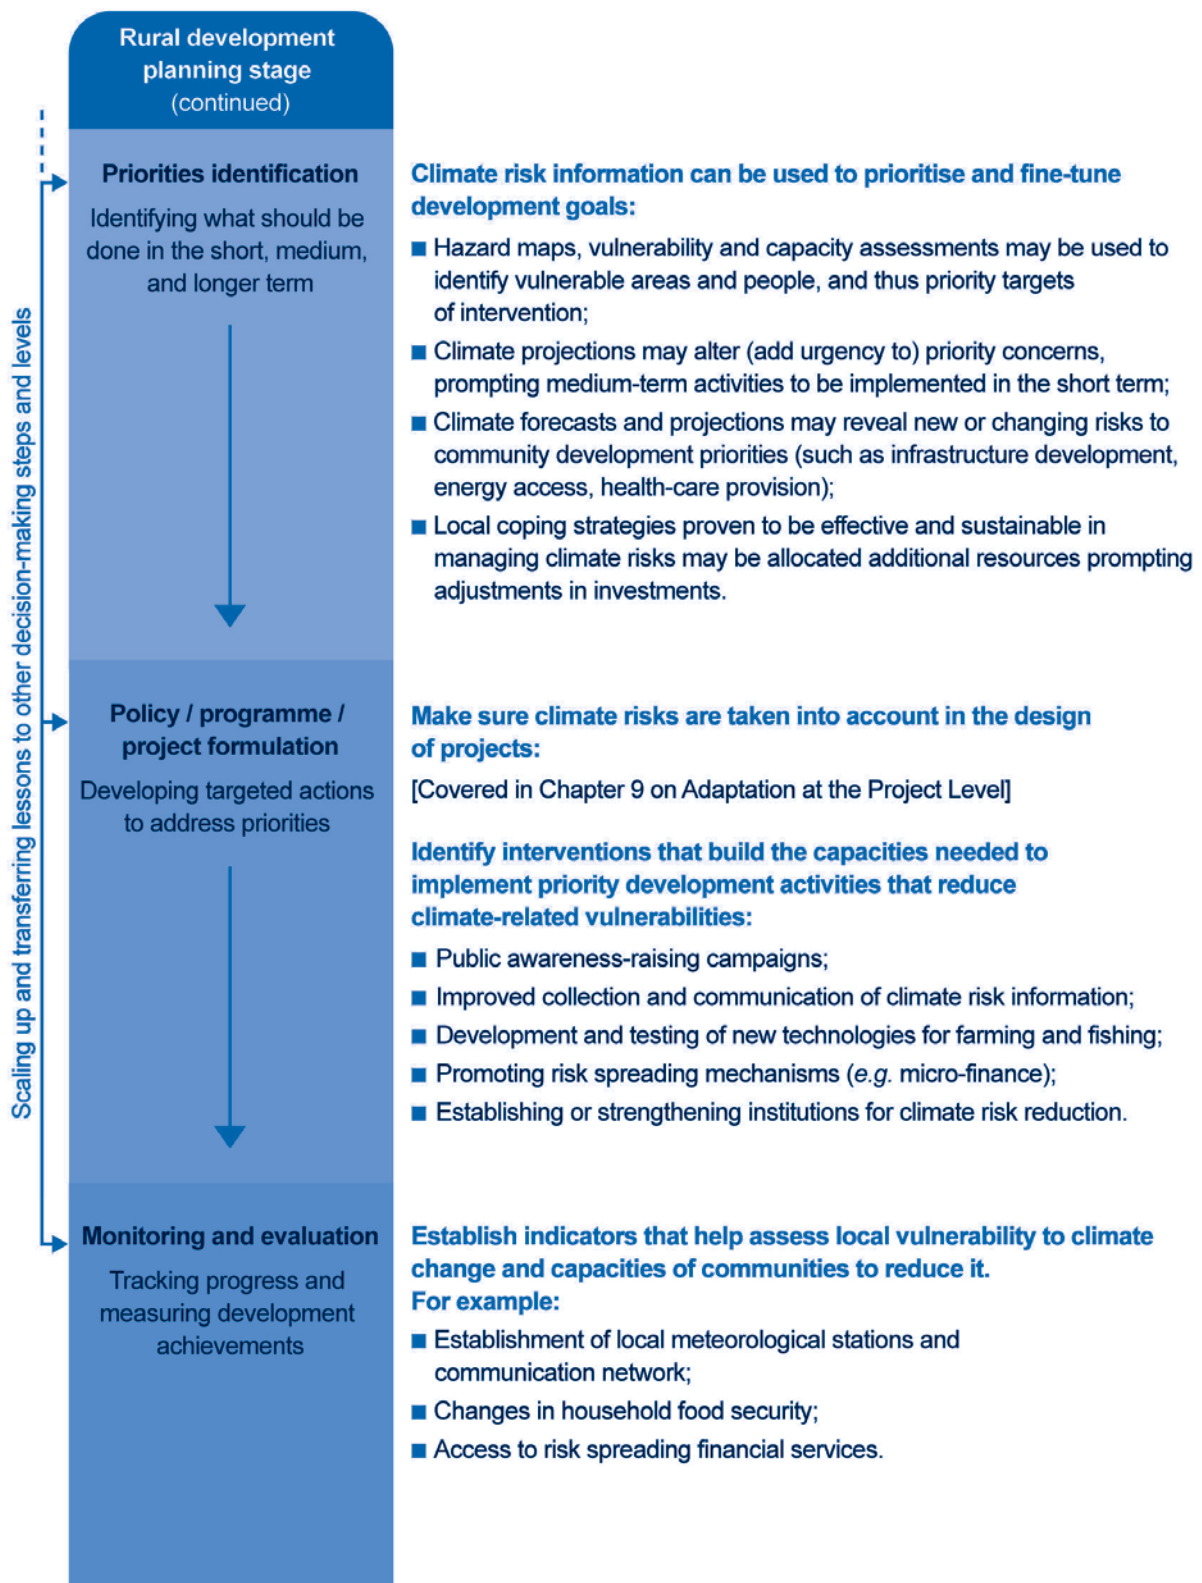 Rural development
planning stage
(continued)
Scaling up and transferring lessons to other decision-making steps and levels
Priorities identification
Identifying what should be
done in the short, medium,
and longer term
Climate risk information can be used to prioritise and fine-tune
development goals:
■ Hazard maps, vulnerability and capacity assessments may be used to
identify vulnerable areas and people, and thus priority targets
of intervention;
■ Climate projections may alter (add urgency to) priority concerns,
prompting medium-term activities to be implemented in the short term;
■ Climate forecasts and projections may reveal new or changing risks to
community development priorities (such as infrastructure development,
energy access, health-care provision);
■ Local coping strategies proven to be effective and sustainable in
managing climate risks may be allocated additional resources prompting
adjustments in investments.
Policy / programme /
project formulation
Developing targeted actions
to address priorities
Make sure climate risks are taken into account in the design
of projects:
[Covered in Chapter 9 on Adaptation at the Project Level]
Identify interventions that build the capacities needed to
implement priority development activities that reduce
climate-related vulnerabilities:
■ Public awareness-raising campaigns;
■ Improved collection and communication of climate risk information;
■ Development and testing of new technologies for farming and fishing;
■ Promoting risk spreading mechanisms (e.g. micro-finance);
■ Establishing or strengthening institutions for climate risk reduction.
Monitoring and evaluation
Tracking progress and
measuring development
achievements
Establish indicators that help assess local vulnerability to climate
change and capacities of communities to reduce it.
For example:
■ Establishment of local meteorological stations and
communication network;
■ Changes in household food security;
■ Access to risk spreading financial services.